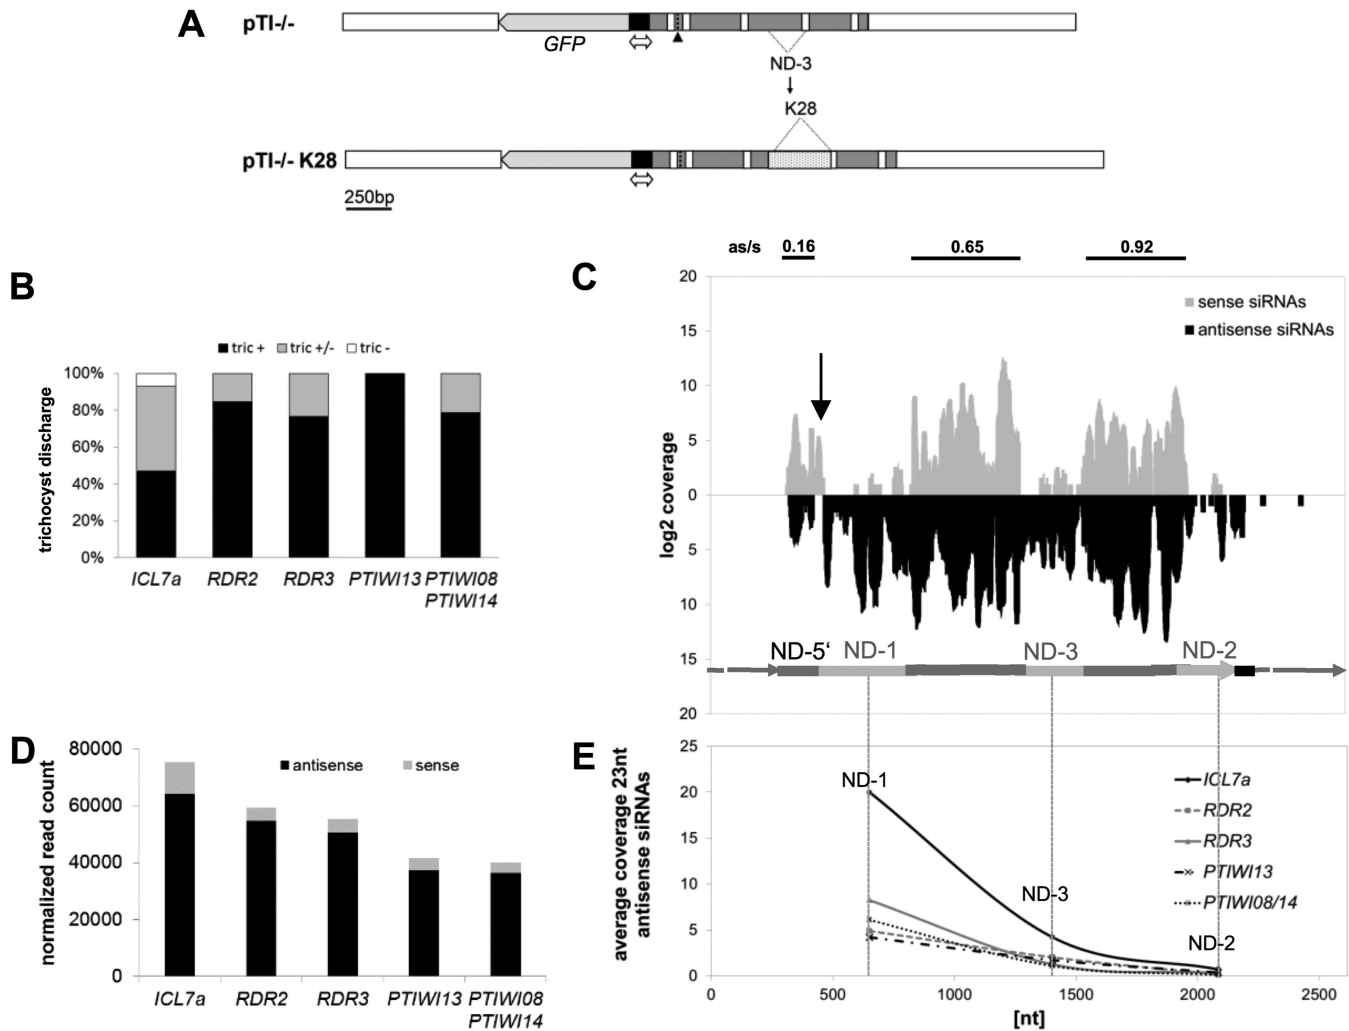 A
pTI-/-
GFP
ND-3
K28
pTI-/- K28
250bp
B
tric +
tric +/-
tric -
trichocyst discharge
100%
80%
60%
40%
20%
0%
ICL7a
RDR2
RDR3
PTIWI13
PTIWI08
PTIWI14
C
as/s
0.16
0.65
0.92
sense siRNAs
antisense siRNAs
log2 coverage
20
15
10
5
0
5
10
15
20
ND-5‘
ND-1
ND-3
ND-2
D
normalized read count
80000
60000
40000
20000
0
antisense
sense
ICL7a
RDR2
RDR3
PTIWI13
PTIWI08
PTIWI14
E
average coverage 23nt
antisense siRNAs
25
20
15
10
5
0
ND-1
ND-3
ND-2
ICL7a
RDR2
RDR3
PTIWI13
PTIWI08/14
0
500
1000
1500
2000
2500
[nt]